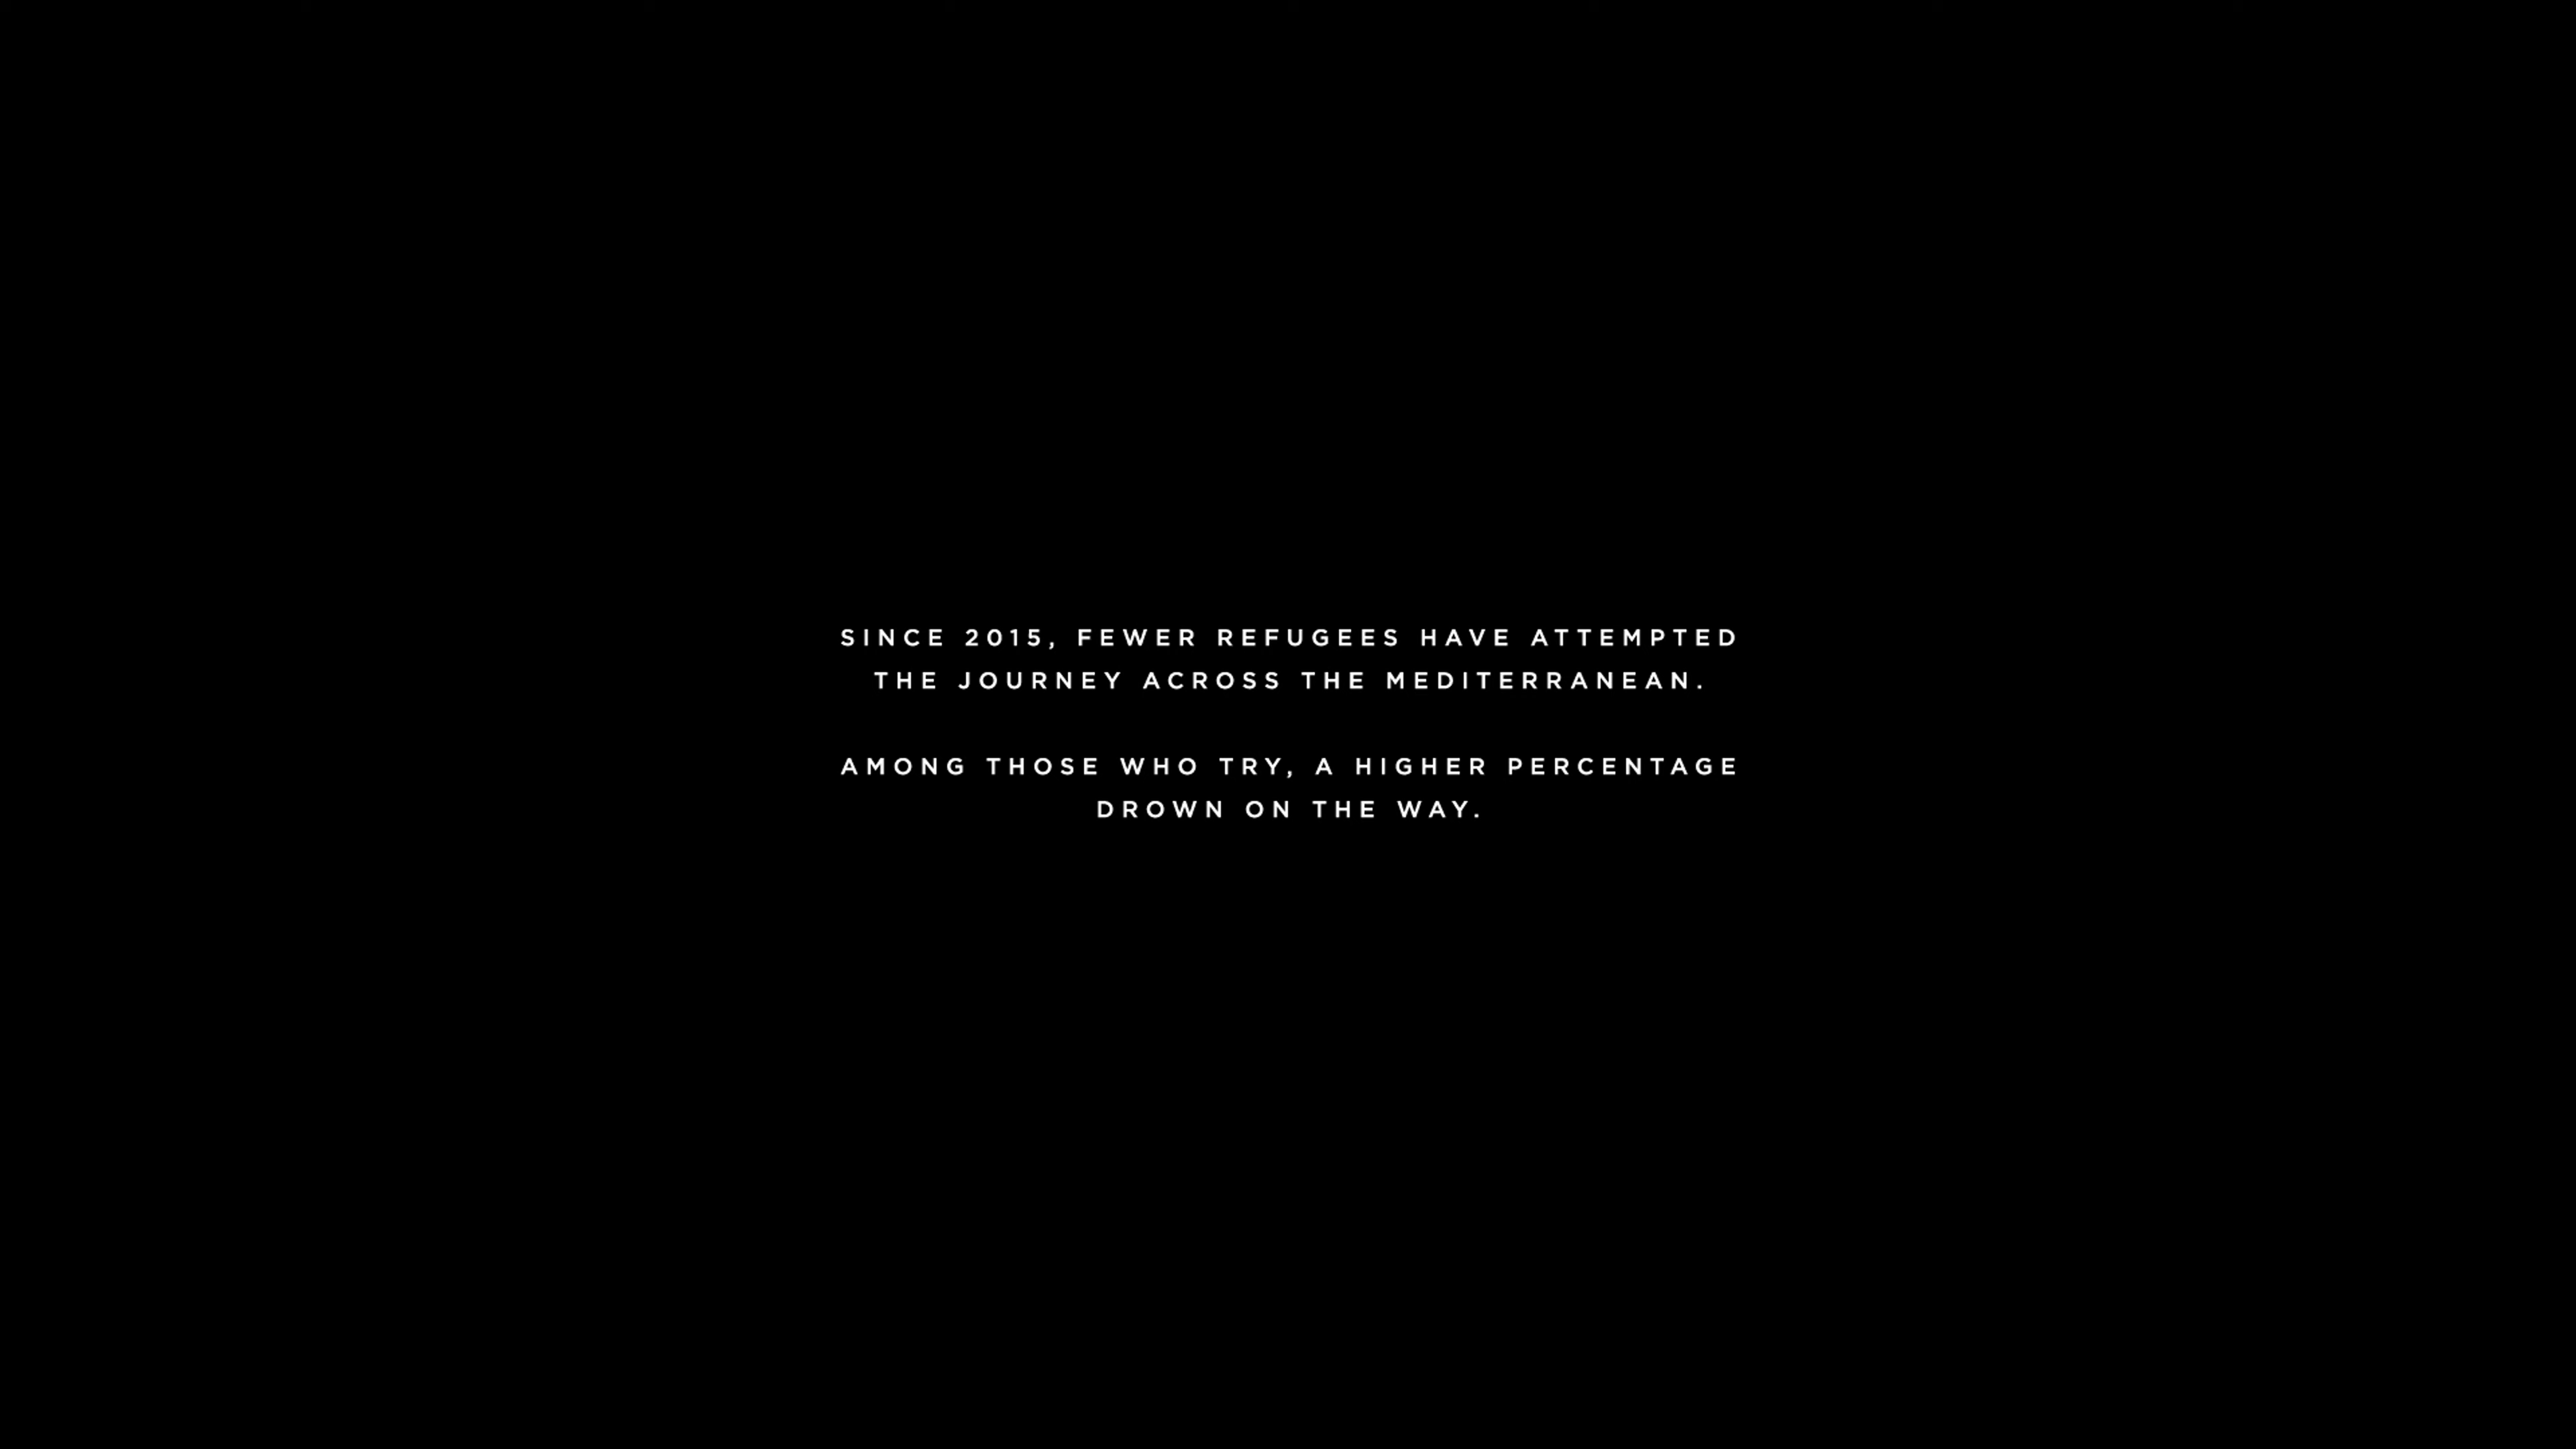 SINCE 2015, FEWER REFUGEES HAVE ATTEMPTED
THE JOURNEY ACROSS THE MEDITERRANEAN.
AMONG THOSE WHO TRY, A HIGHER PERCENTAGE
DROWN ON THE WAY.